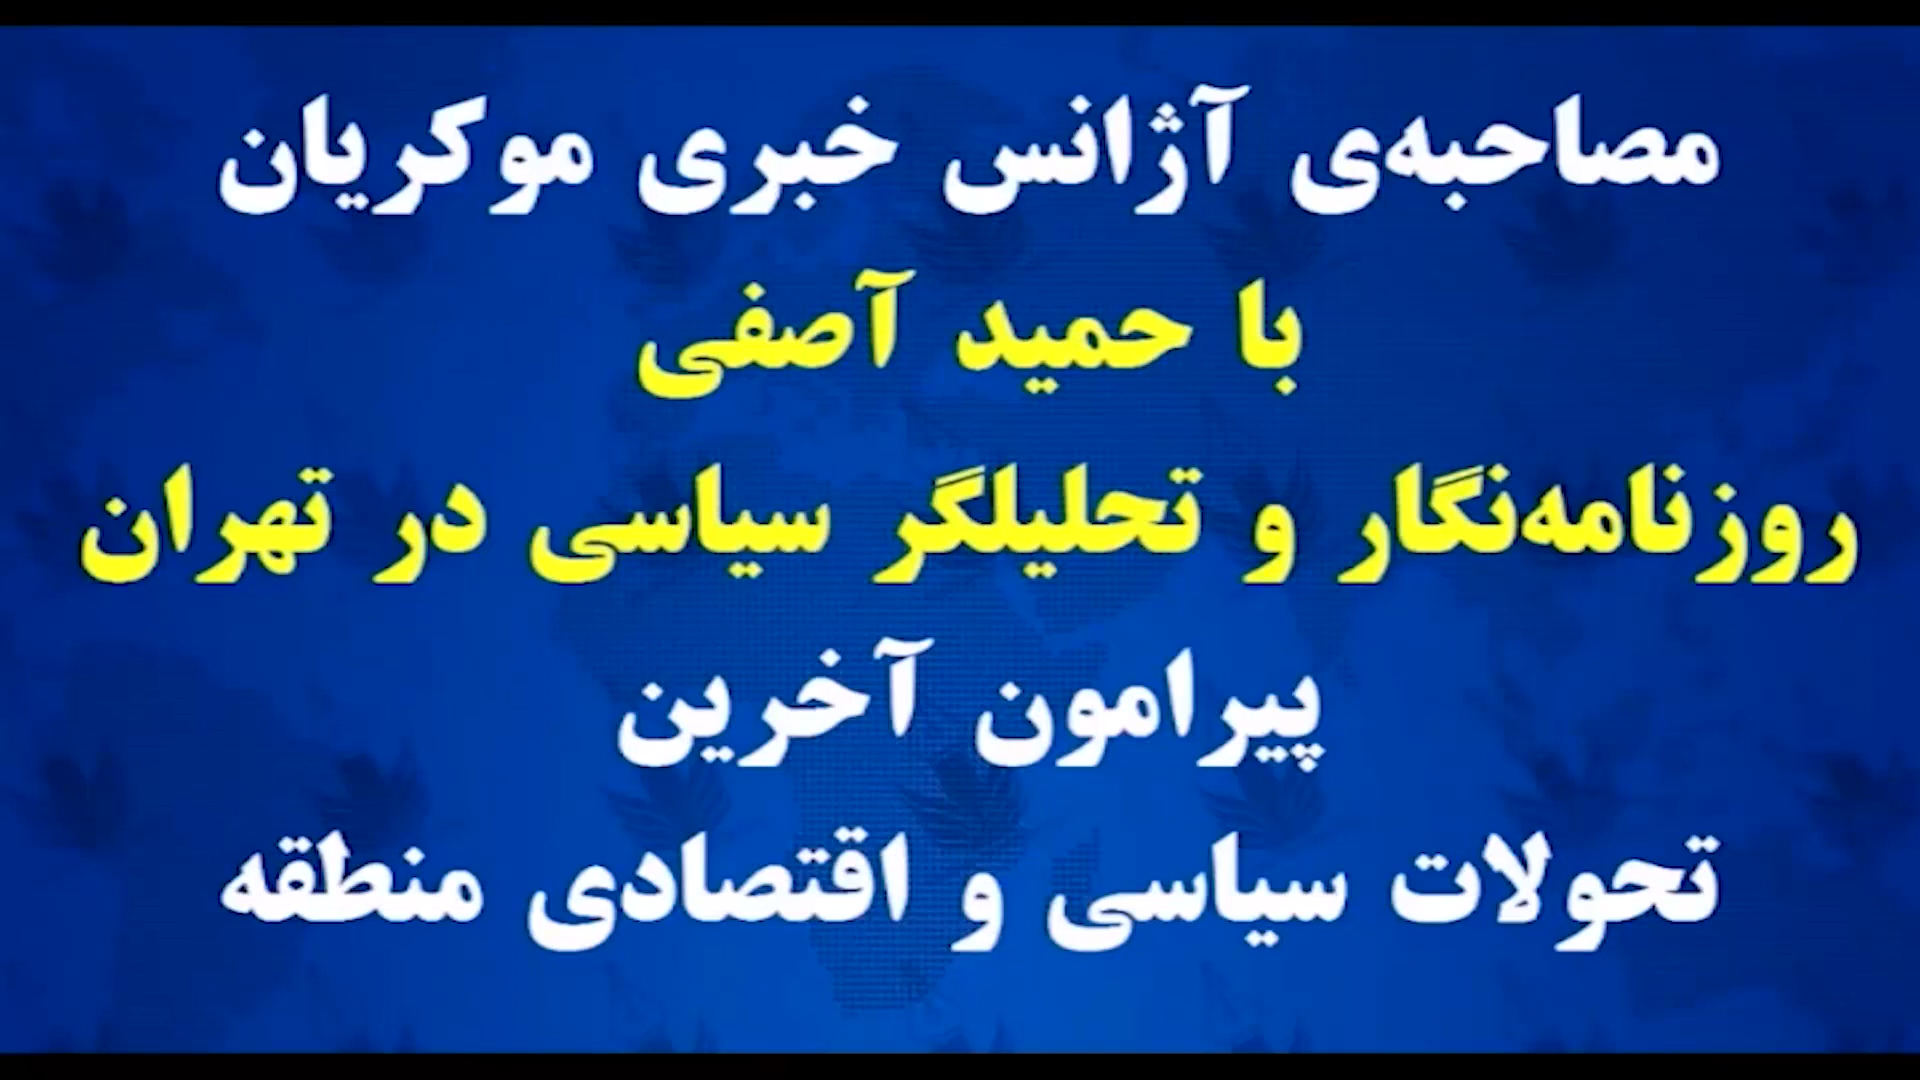 مصاحبه‌ی آژانس خبری موکریان
با حمید آصفی
روزنامه‌نگار و تحلیلگر سیاسی در تهران
پیرامون آخرین
تحولات سیاسی و اقتصادی منطقه